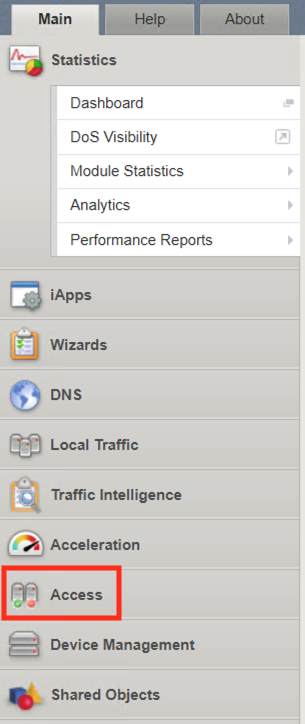 Main Help About
Statistics
Dashboard
DoS Visibility
Module Statistics
Analytics
Performance Reports
iApps
Wizards
DNS
Local Traffic
Traffic Intelligence
Acceleration
Access
Device Management
Shared Objects